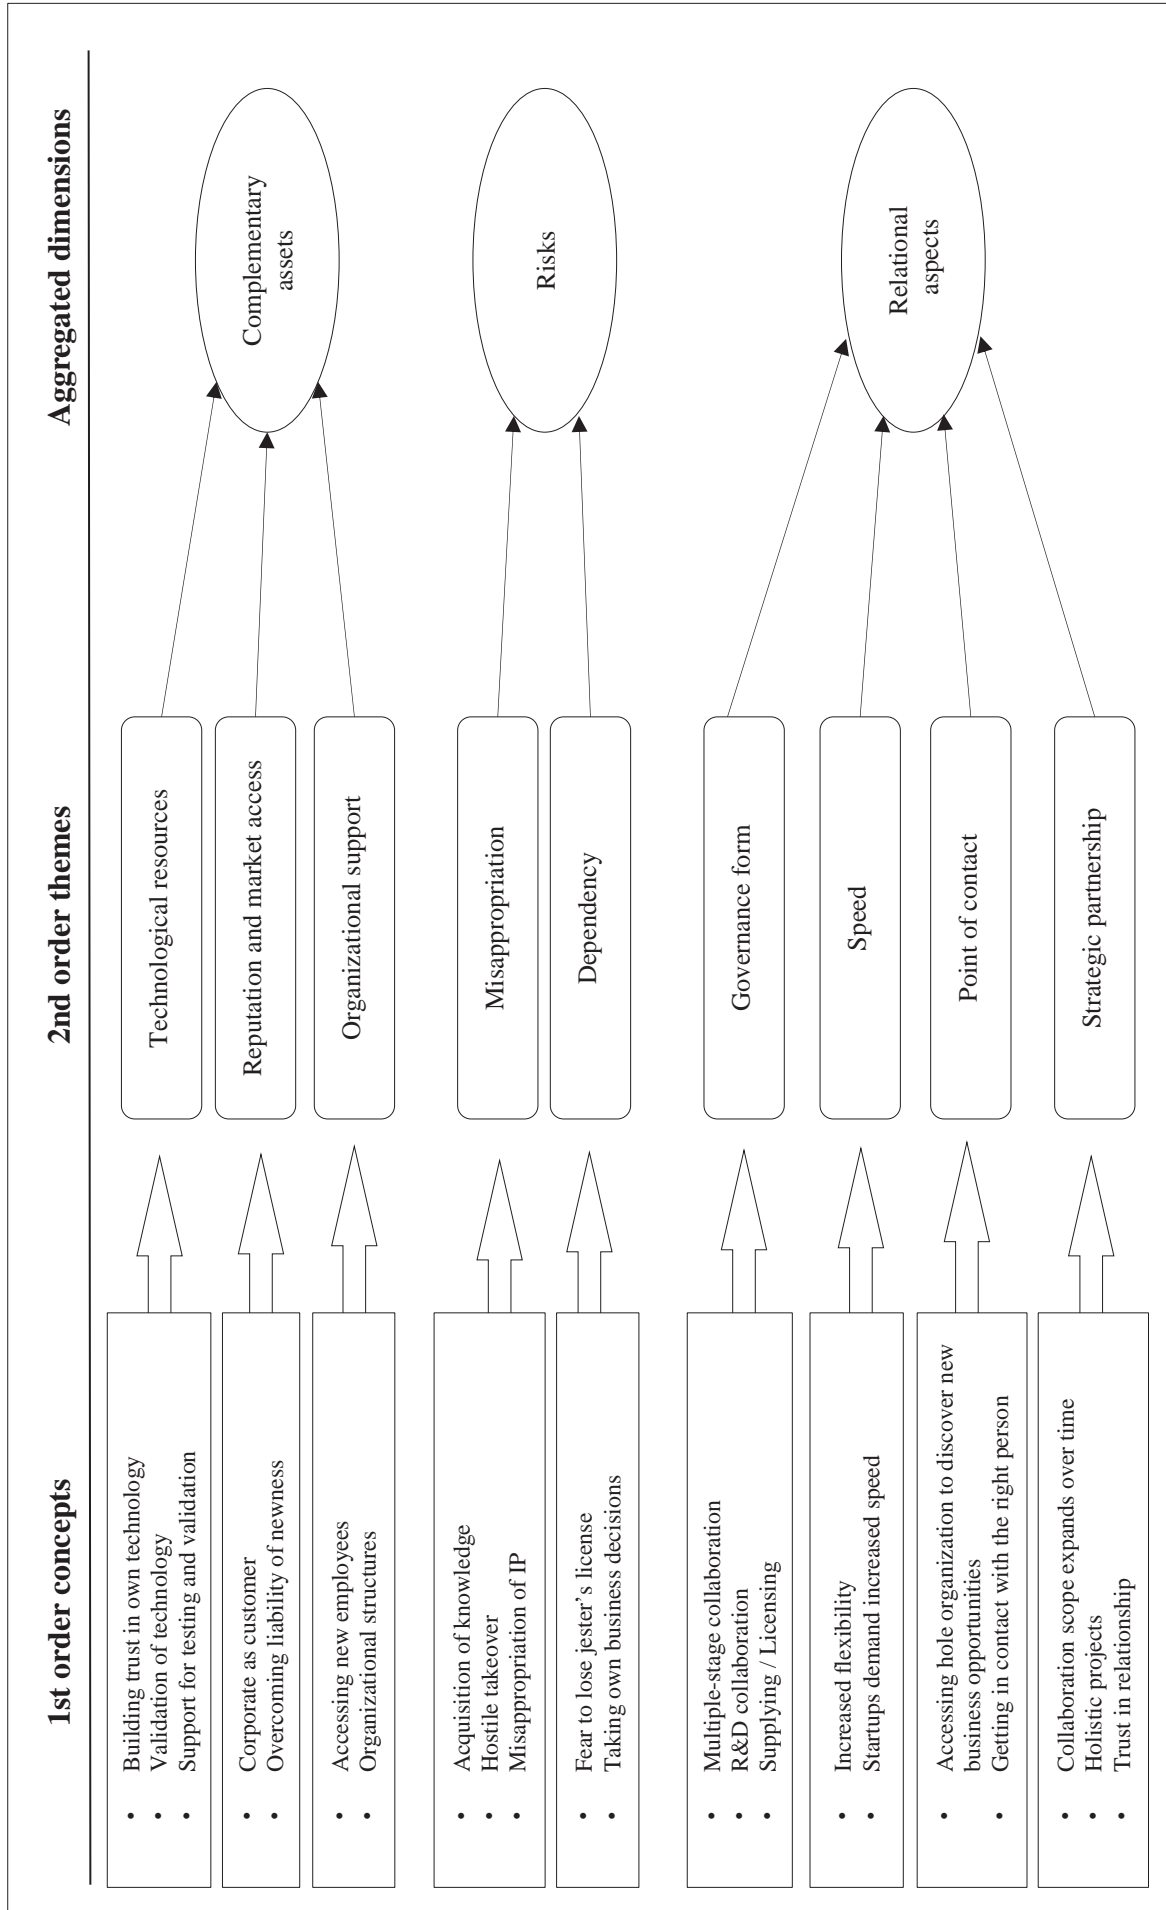 1st order concepts
2nd order themes
Aggregated dimensions
• Building trust in own technology
• Validation of technology
• Support for testing and validation
Technological resources
• Corporate as customer
• Overcoming liability of newness
Reputation and market access
• Accessing new employees
• Organizational structures
Organizational support
Complementary
assets
• Acquisition of knowledge
• Hostile takeover
• Misappropriation of IP
Misappropriation
• Fear to lose jester's license
• Taking own business decisions
Dependency
Risks
• Multiple-stage collaboration
• R&D collaboration
• Supplying / Licensing
Governance form
• Increased flexibility
• Startups demand increased speed
Speed
• Accessing hole organization to discover new
business opportunities
• Getting in contact with the right person
Point of contact
• Collaboration scope expands over time
• Holistic projects
• Trust in relationship
Strategic partnership
Relational
aspects